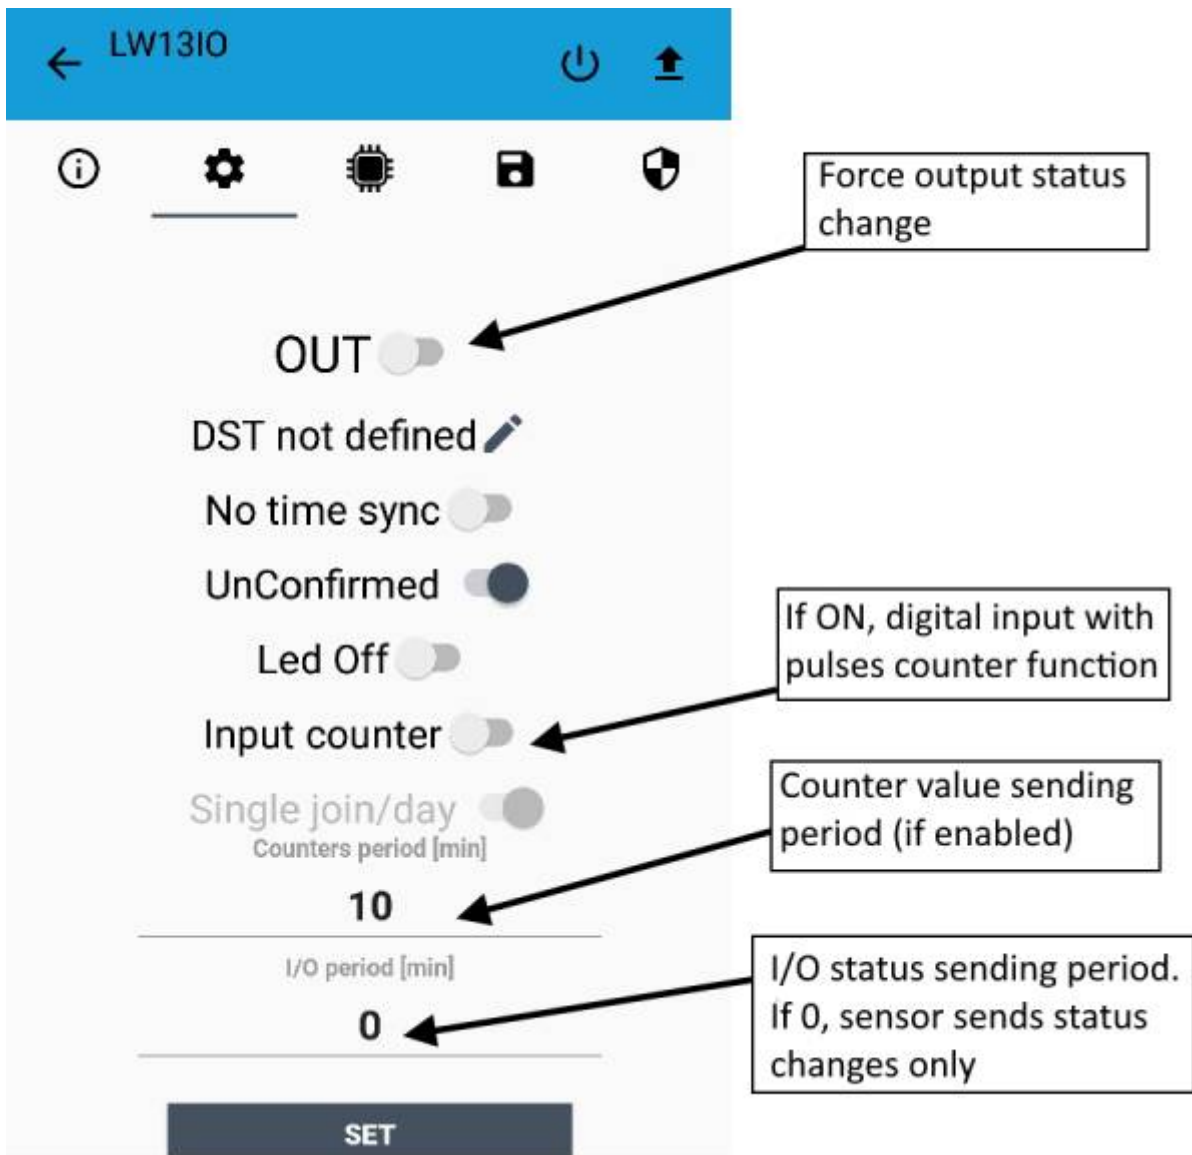 LW13IO
Force output status
change
OUT
DST not defined
No time sync
UnConfirmed
If ON, digital input with
pulses counter function
Led Off
Input counter
Counter value sending
period (if enabled)
Single join/day
Counters period [min]
10
I/O status sending period.
If 0, sensor sends status
changes only
I/O period [min]
0
SET